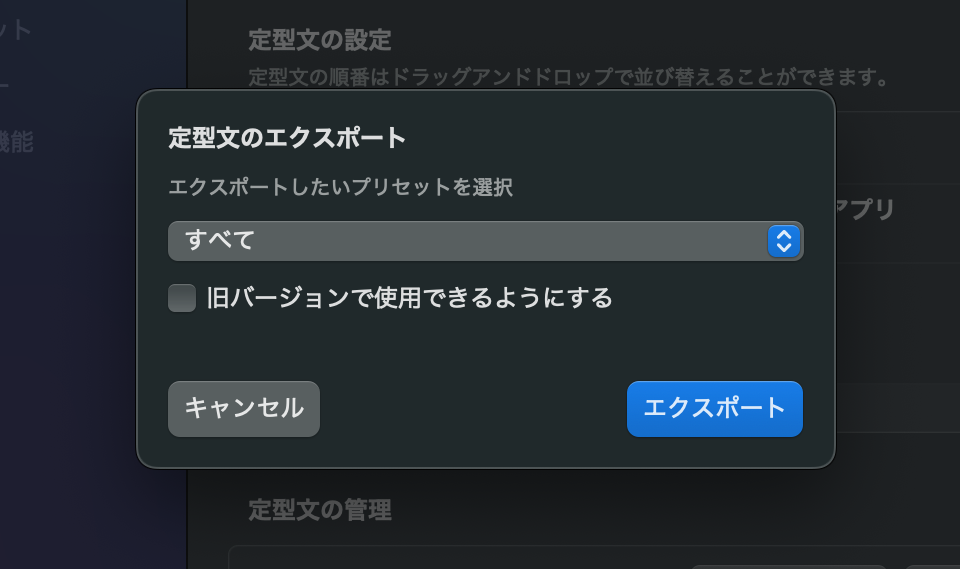 ット
ー
機能
定型文の設定
定型文の順番はドラッグアンドドロップで並び替えることができます。
アプリ
定型文のエクスポート
エクスポートしたいプリセットを選択
すべて
旧バージョンで使用できるようにする
キャンセル
エクスポート
定型文の管理